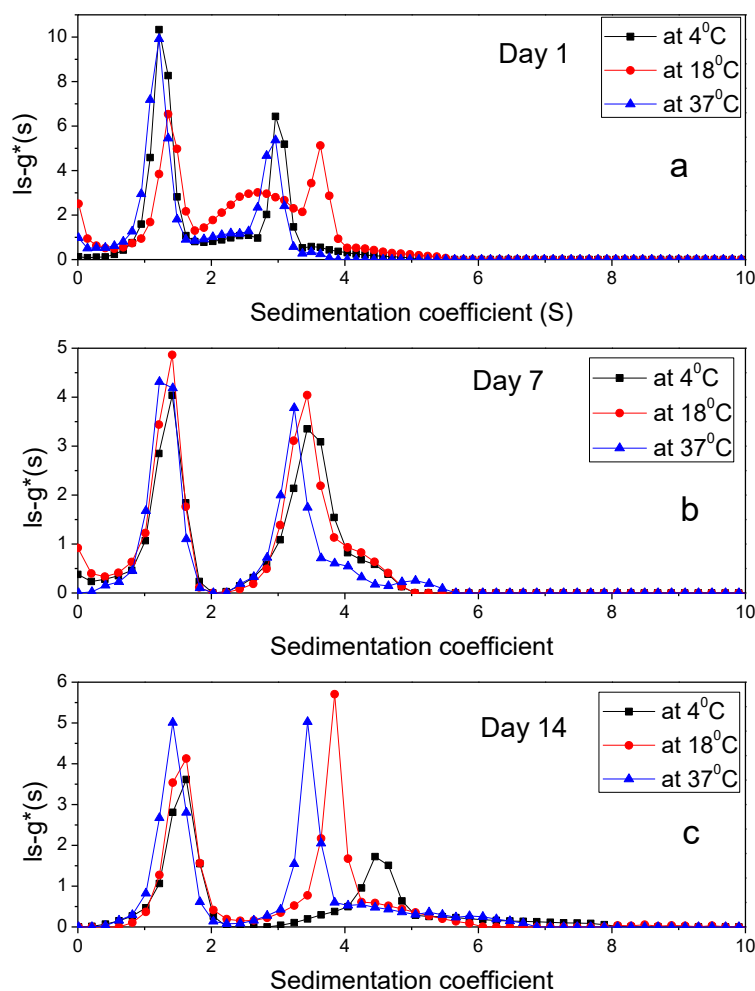 Day 1
at 4⁰C
at 18⁰C
at 37⁰C
a
ls-g*(s)
0 2 4 6 8 10
0 2 4 6 8 10
Sedimentation coefficient (S)
Day 7
at 4⁰C
at 18⁰C
at 37⁰C
b
ls-g*(s)
0 1 2 3 4 5
0 2 4 6 8 10
Sedimentation coefficient
Day 14
at 4⁰C
at 18⁰C
at 37⁰C
c
ls-g*(s)
0 1 2 3 4 5 6
0 2 4 6 8 10
Sedimentation coefficient